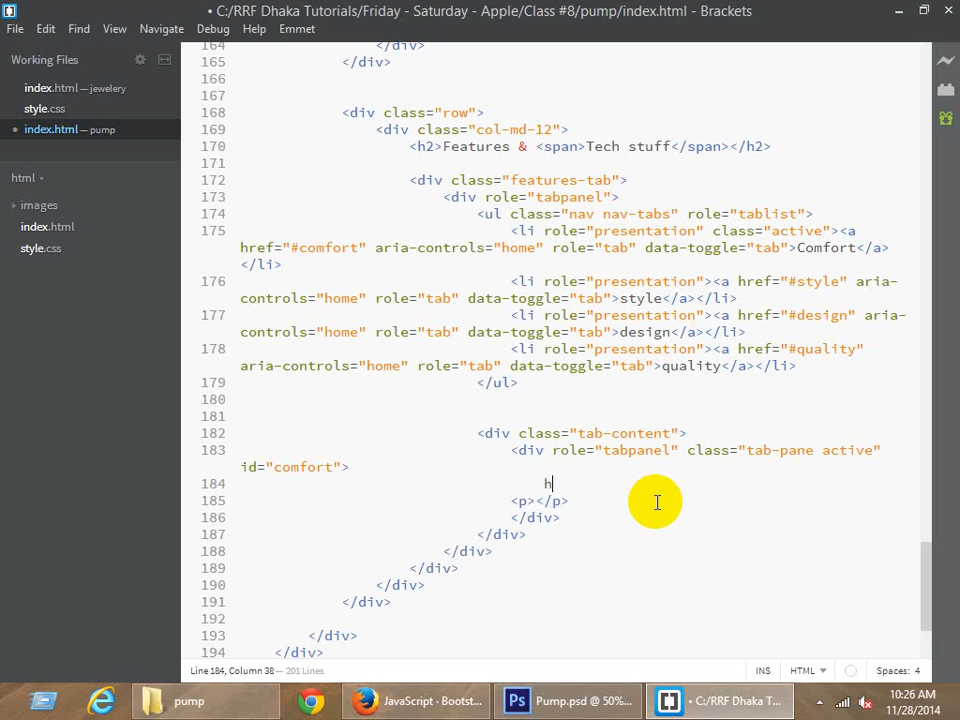 • C:/RRF Dhaka Tutorials/Friday - Saturday - Apple/Class #8/pump/index.html - Brackets
File Edit Find View Navigate Debug Help Emmet
Working Files
index.html — jewelery
style.css
• index.html — pump
html
images
index.html
style.css
164 </div>
165 </div>
166
167
168 <div class="row">
169 <div class="col-md-12">
170 <h2>Features & <span>Tech stuff</span></h2>
171
172 <div class="features-tab">
173 <div role="tabpanel">
174 <ul class="nav nav-tabs" role="tablist">
175 <li role="presentation" class="active"><a
href="#comfort" aria-controls="home" role="tab" data-toggle="tab">Comfort</a>
</li>
176 <li role="presentation"><a href="#style" aria-
controls="home" role="tab" data-toggle="tab">style</a></li>
177 <li role="presentation"><a href="#design" aria-
controls="home" role="tab" data-toggle="tab">design</a></li>
178 <li role="presentation"><a href="#quality"
aria-controls="home" role="tab" data-toggle="tab">quality</a></li>
179 </ul>
180
181
182 <div class="tab-content">
183 <div role="tabpanel" class="tab-pane active"
id="comfort">
184 h
185 <p></p>
186 </div>
187 </div>
188 </div>
189 </div>
190 </div>
191 </div>
192
193 </div>
194 </div>
Line 184, Column 38 — 201 Lines INS HTML Spaces: 4
pump JavaScript - Bootst... Pump.psd @ 50%... • C:/RRF Dhaka T... 10:26 AM
11/28/2014